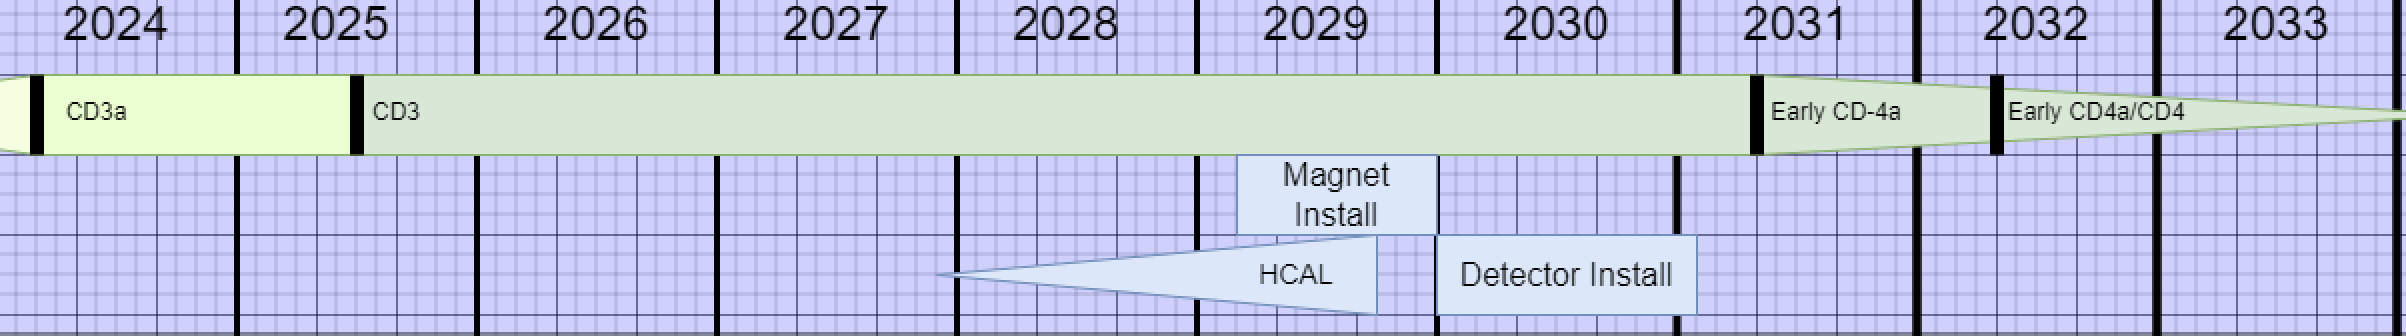 2024 2025 2026 2027 2028 2029 2030 2031 2032 2033
CD3a CD3 Early CD-4a Early CD4a/CD4
Magnet
Install
HCAL Detector Install